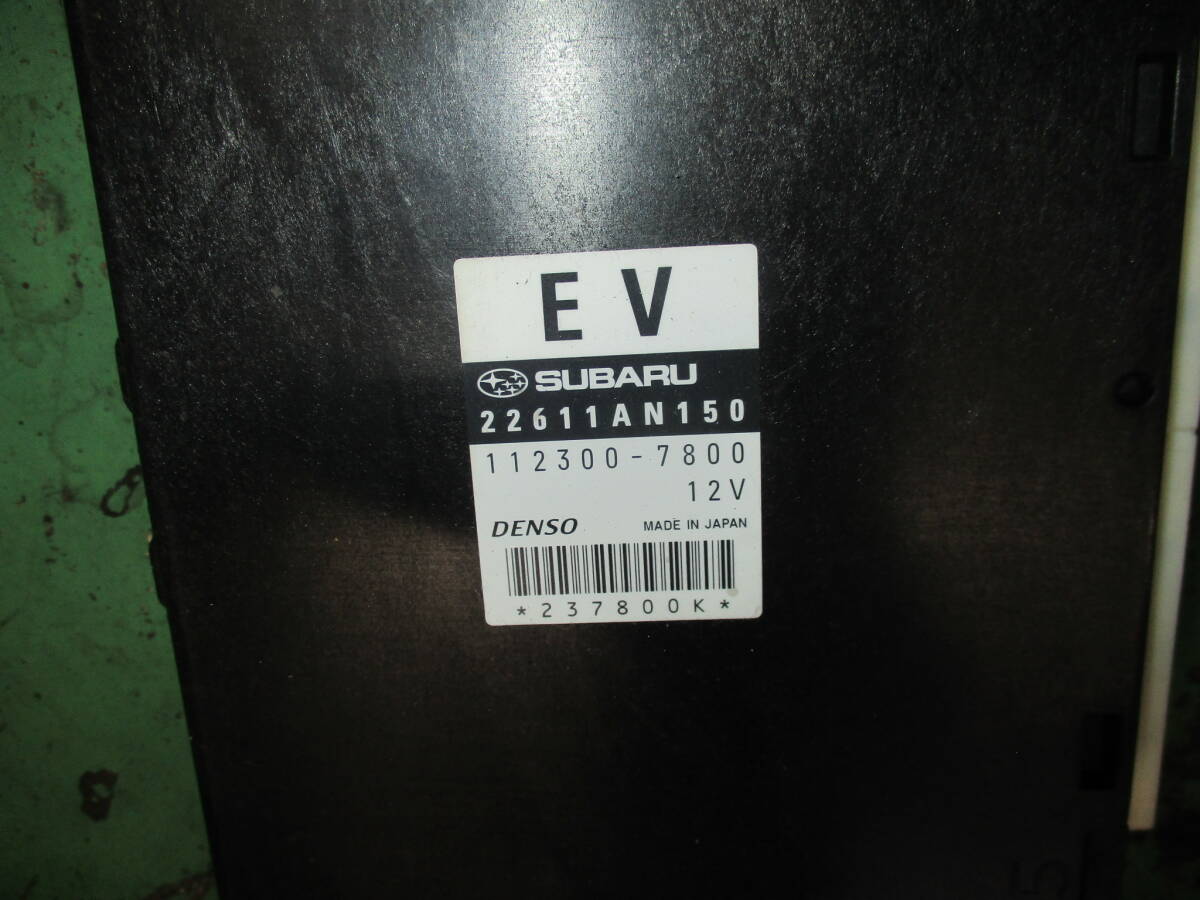 EV
SUBARU
22611AN150
112300-7800
12V
DENSO MADE IN JAPAN
*237800K*